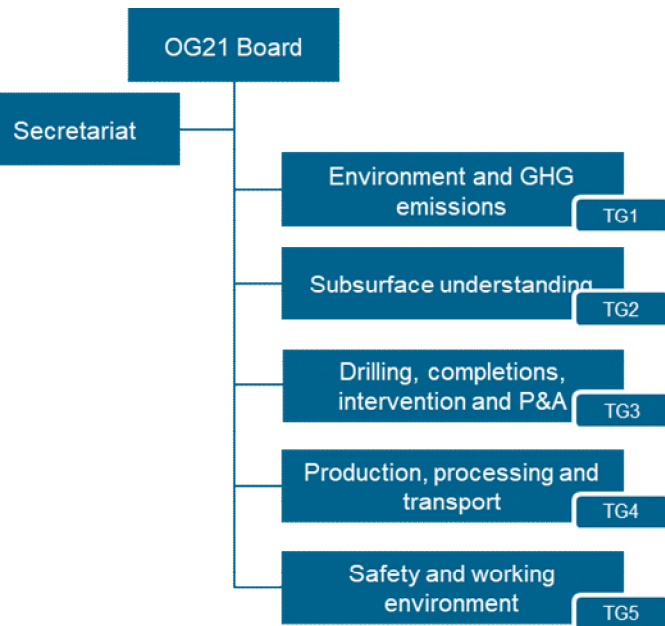 OG21 Board
Secretariat
Environment and GHG
emissions
TG1
Subsurface understanding
TG2
Drilling, completions,
intervention and P&A
TG3
Production, processing and
transport
TG4
Safety and working
environment
TG5